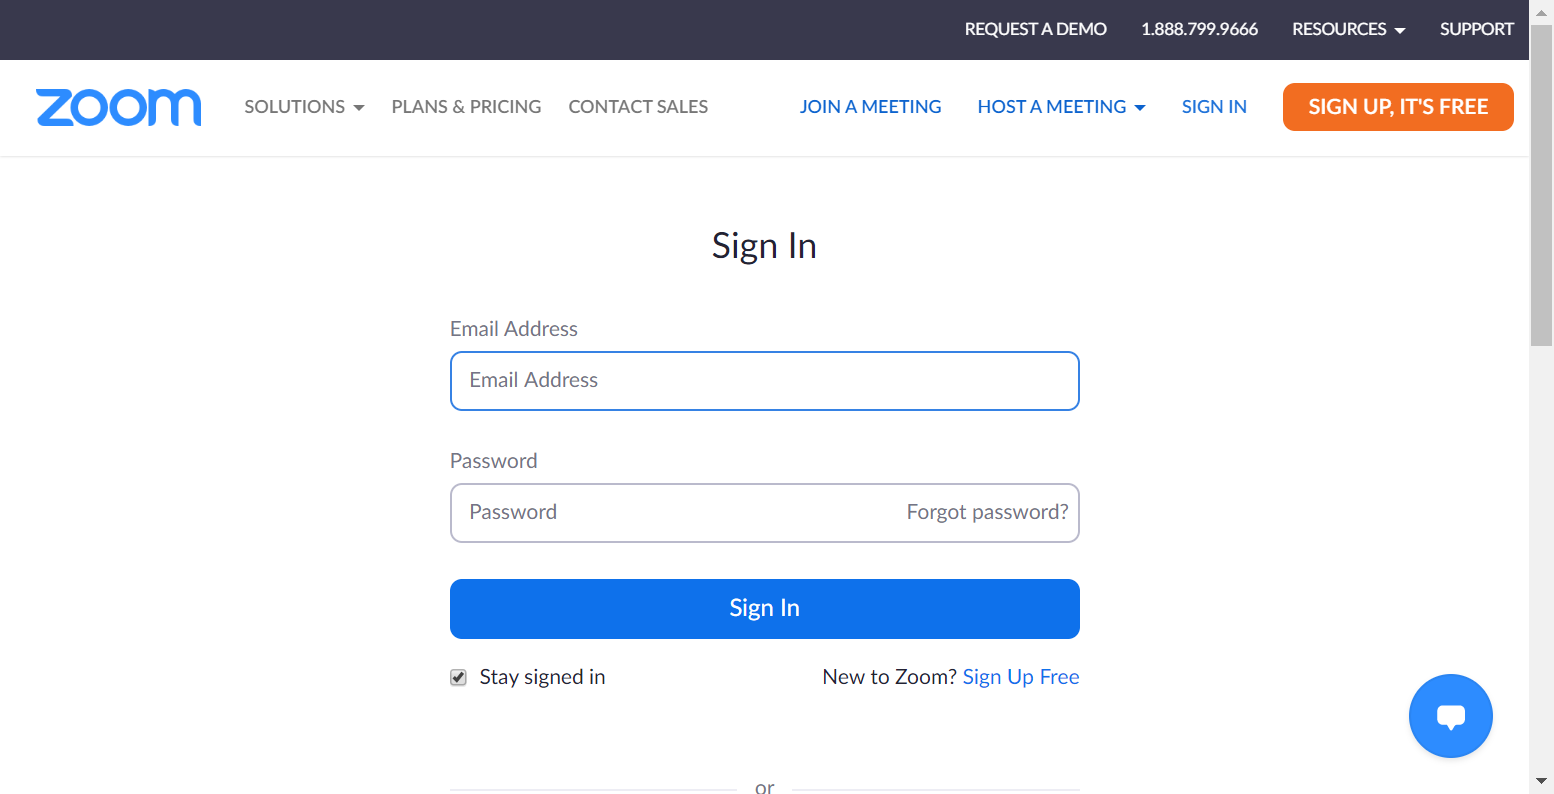 REQUEST A DEMO 1.888.799.9666 RESOURCES SUPPORT
zoom SOLUTIONS PLANS & PRICING CONTACT SALES JOIN A MEETING HOST A MEETING SIGN IN SIGN UP, IT'S FREE
Sign In
Email Address
Email Address
Password
Password Forgot password?
Sign In
Stay signed in New to Zoom? Sign Up Free
or